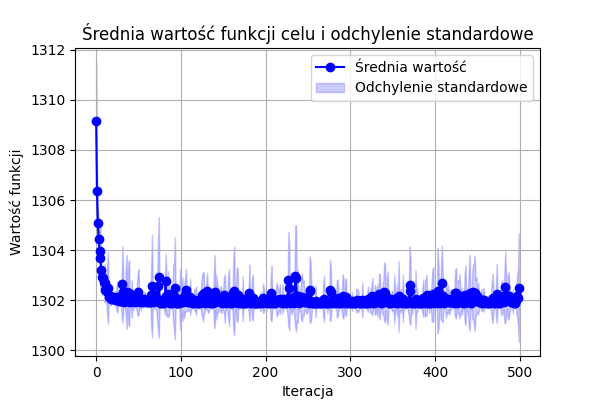 Średnia wartość funkcji celu i odchylenie standardowe
1312
1310
1308
1306
1304
1302
1300
Wartość funkcji
Średnia wartość
Odchylenie standardowe
0 100 200 300 400 500
Iteracja